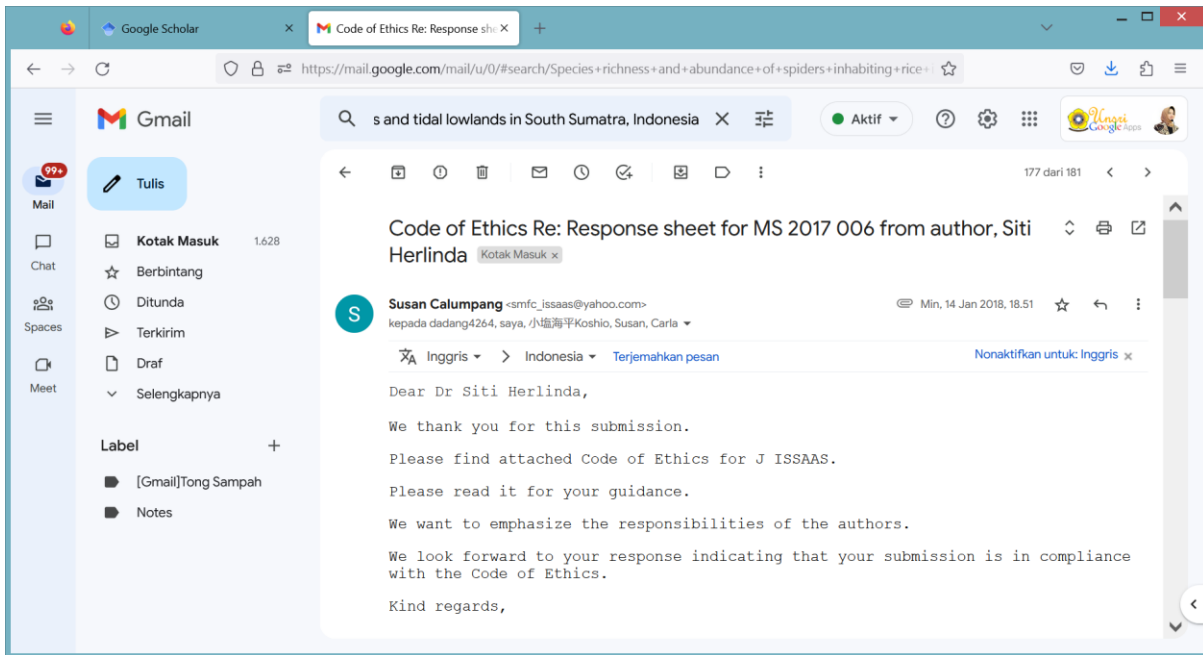 Google Scholar
Code of Ethics Re: Response she
https://mail.google.com/mail/u/0/#search/Species+richness+and+abundance+of+spiders+inhabiting+rice+
Gmail
s and tidal lowlands in South Sumatra, Indonesia
Aktif
Unsri
Google Apps
99+
Mail
Chat
Spaces
Meet
Tulis
Kotak Masuk 1.628
Berbintang
Ditunda
Terkirim
Draf
Selengkapnya
Label
[Gmail]Tong Sampah
Notes
177 dari 181
Code of Ethics Re: Response sheet for MS 2017 006 from author, Siti
Herlinda Kotak Masuk x
S
Susan Calumpang <smfc_issaas@yahoo.com> Min, 14 Jan 2018, 18.51
kepada dadang4264, saya, 小塩海平Koshio, Susan, Carla
Inggris > Indonesia Terjemahkan pesan Nonaktifkan untuk: Inggris x
Dear Dr Siti Herlinda,
We thank you for this submission.
Please find attached Code of Ethics for J ISSAAS.
Please read it for your guidance.
We want to emphasize the responsibilities of the authors.
We look forward to your response indicating that your submission is in compliance
with the Code of Ethics.
Kind regards,